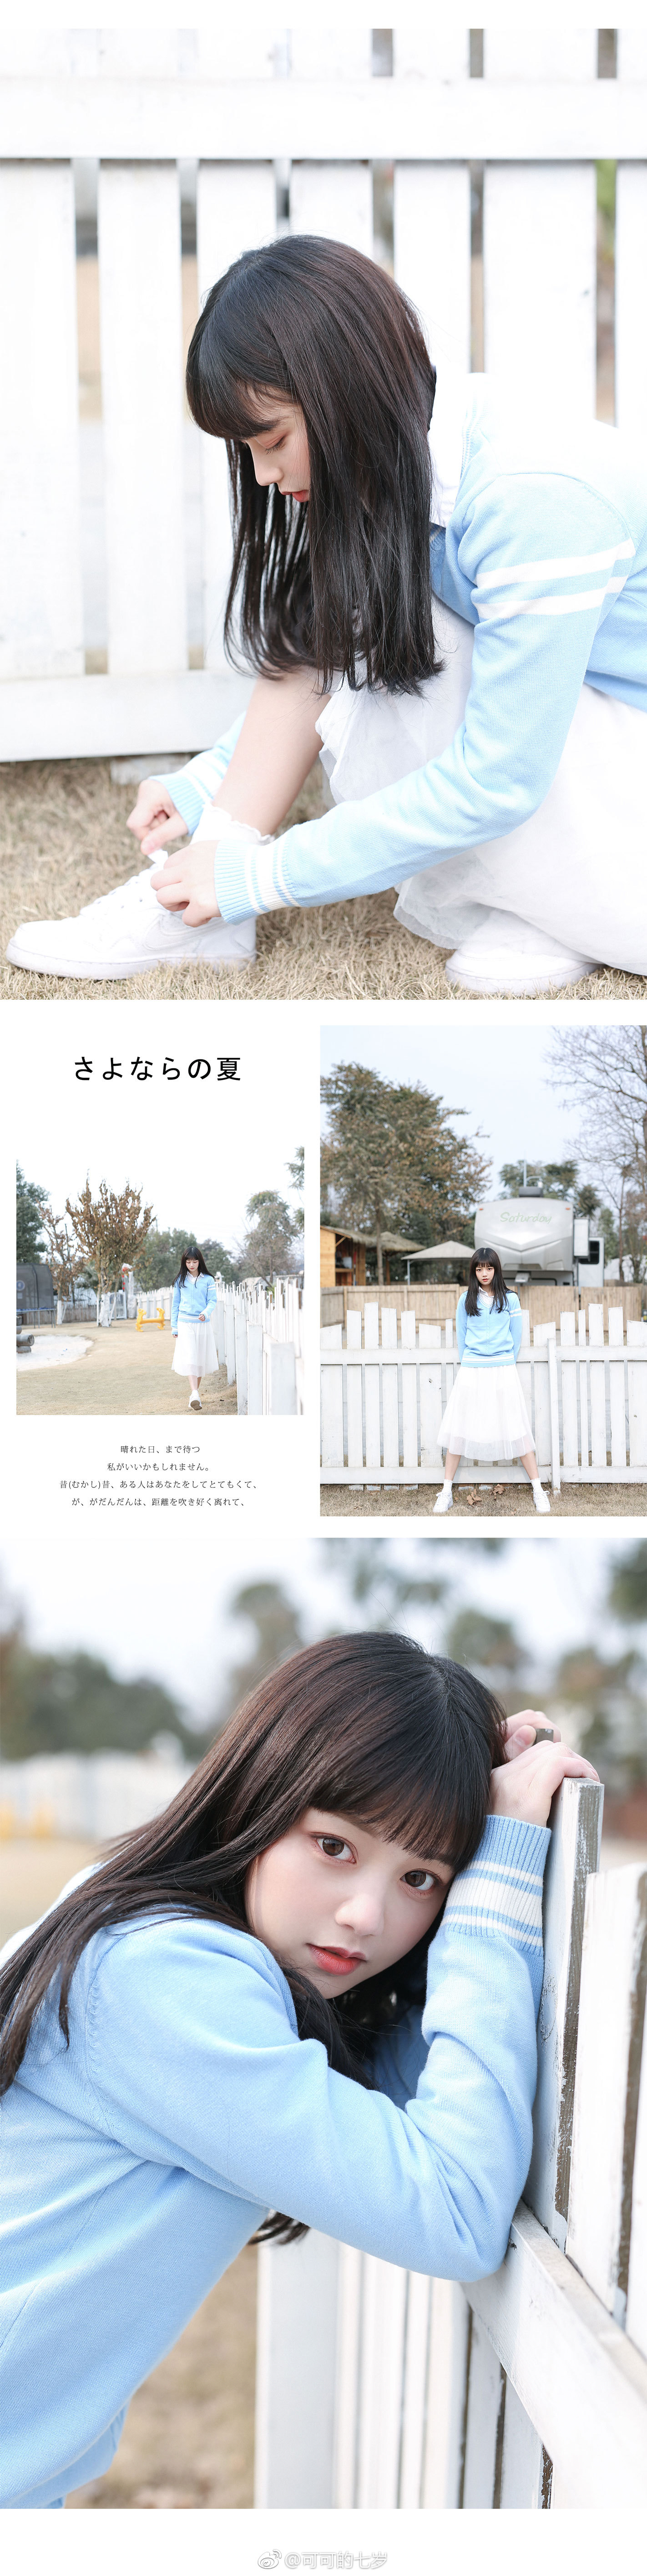 さよならの夏
Saturday
晴れた日、まで待つ
私がいいかもしれません。
昔(むかし)昔、ある人はあなたをしてとてもくて、
が、がだんだんは、距離を吹き好く离れて、
@可可的七岁